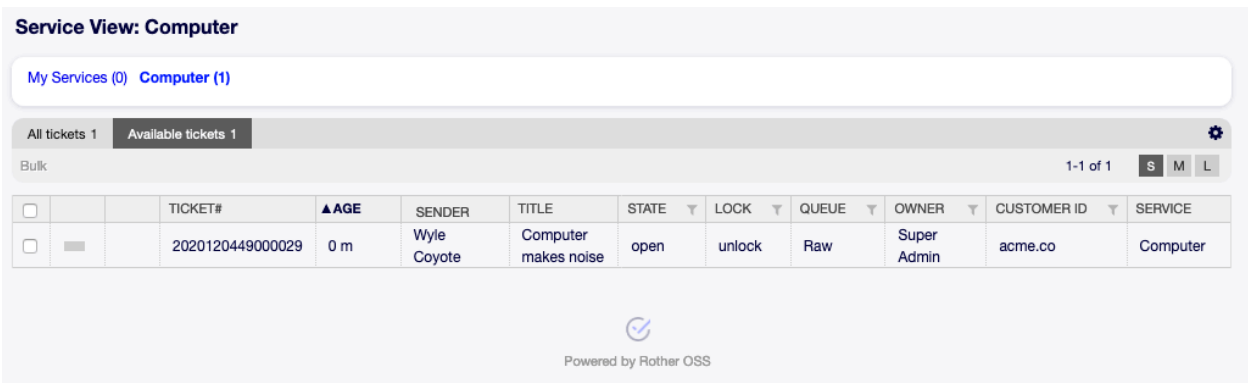 Service View: Computer
My Services (0) Computer (1)
All tickets 1 Available tickets 1
Bulk 1-1 of 1 S M L
TICKET# ▲AGE SENDER TITLE STATE LOCK QUEUE OWNER CUSTOMER ID SERVICE
2020120449000029 0 m Wyle Coyote Computer makes noise open unlock Raw Super Admin acme.co Computer
Powered by Rother OSS